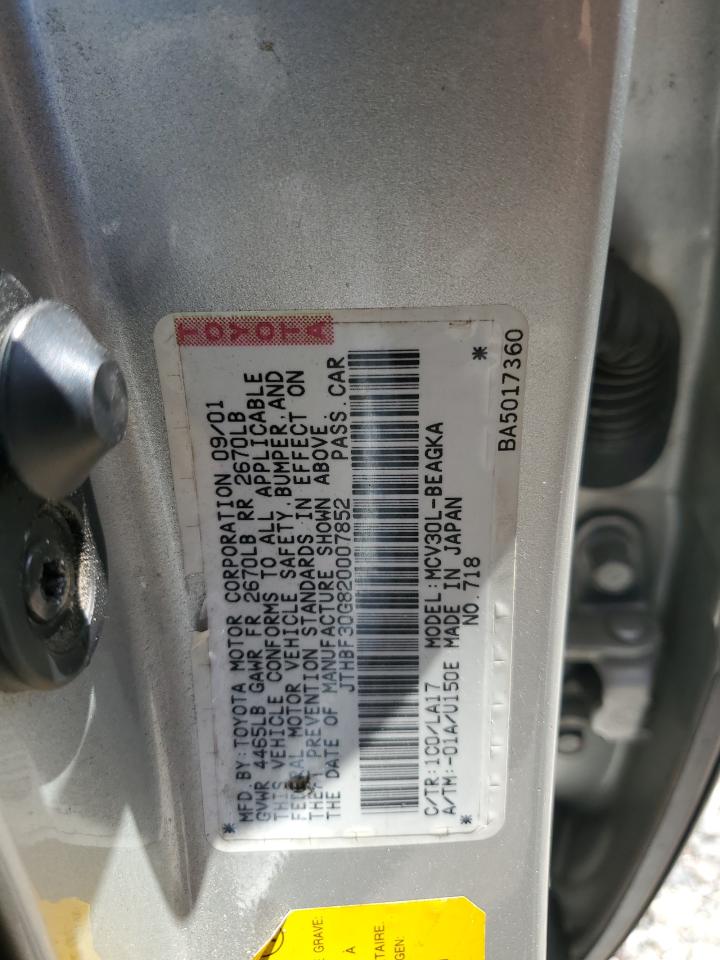 TOYOTA
MFD. BY: TOYOTA MOTOR CORPORATION 09/01
GVWR 4465LB GAWR FR 2670LB RR 2670LB
THIS VEHICLE CONFORMS TO ALL APPLICABLE
FEDERAL MOTOR VEHICLE SAFETY, BUMPER, AND
THEFT PREVENTION STANDARDS IN EFFECT ON
THE DATE OF MANUFACTURE SHOWN ABOVE.
JTHBF30G820007852 PASS. CAR
C/TR: 1C0/LA17 MODEL: MCV30L-BEAGKA
A/TM: -01A/U150E MADE IN JAPAN
NO. 718
BA5017360
GRAVE.
À
TAIRE.
GEN: